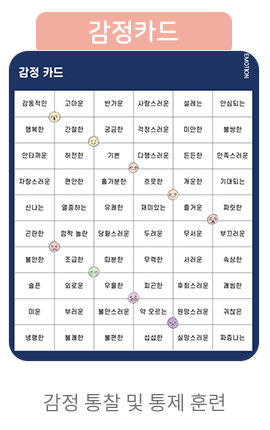 감정카드
감정 카드
EMOTION
감동적인 고마운 반가운 사랑스러운 설레는 안심되는
행복한 간절한 궁금한 걱정스러운 미안한 불쌍한
안타까운 허전한 기쁜 다행스러운 든든한 만족스러운
자랑스러운 편안한 홀가분한 흐뭇한 개운한 기대되는
신나는 열중하는 유쾌한 재미있는 즐거운 짜릿한
곤란한 깜짝 놀란 당황스러운 두려운 무서운 부끄러운
불안한 조급한 따분한 무력한 서러운 속상한
슬픈 외로운 우울한 피곤한 후회스러운 괘씸한
미운 부러운 불만스러운 약 오르는 원망스러운 귀찮은
냉랭한 불쾌한 불편한 섭섭한 실망스러운 짜증나는
감정 통찰 및 통제 훈련